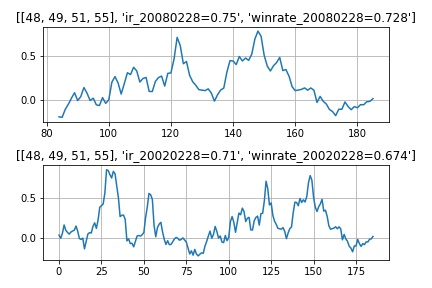 [[48, 49, 51, 55], 'ir_20080228=0.75', 'winrate_20080228=0.728']
0.5
0.0
80 100 120 140 160 180
[[48, 49, 51, 55], 'ir_20020228=0.71', 'winrate_20020228=0.674']
0.5
0.0
0 25 50 75 100 125 150 175